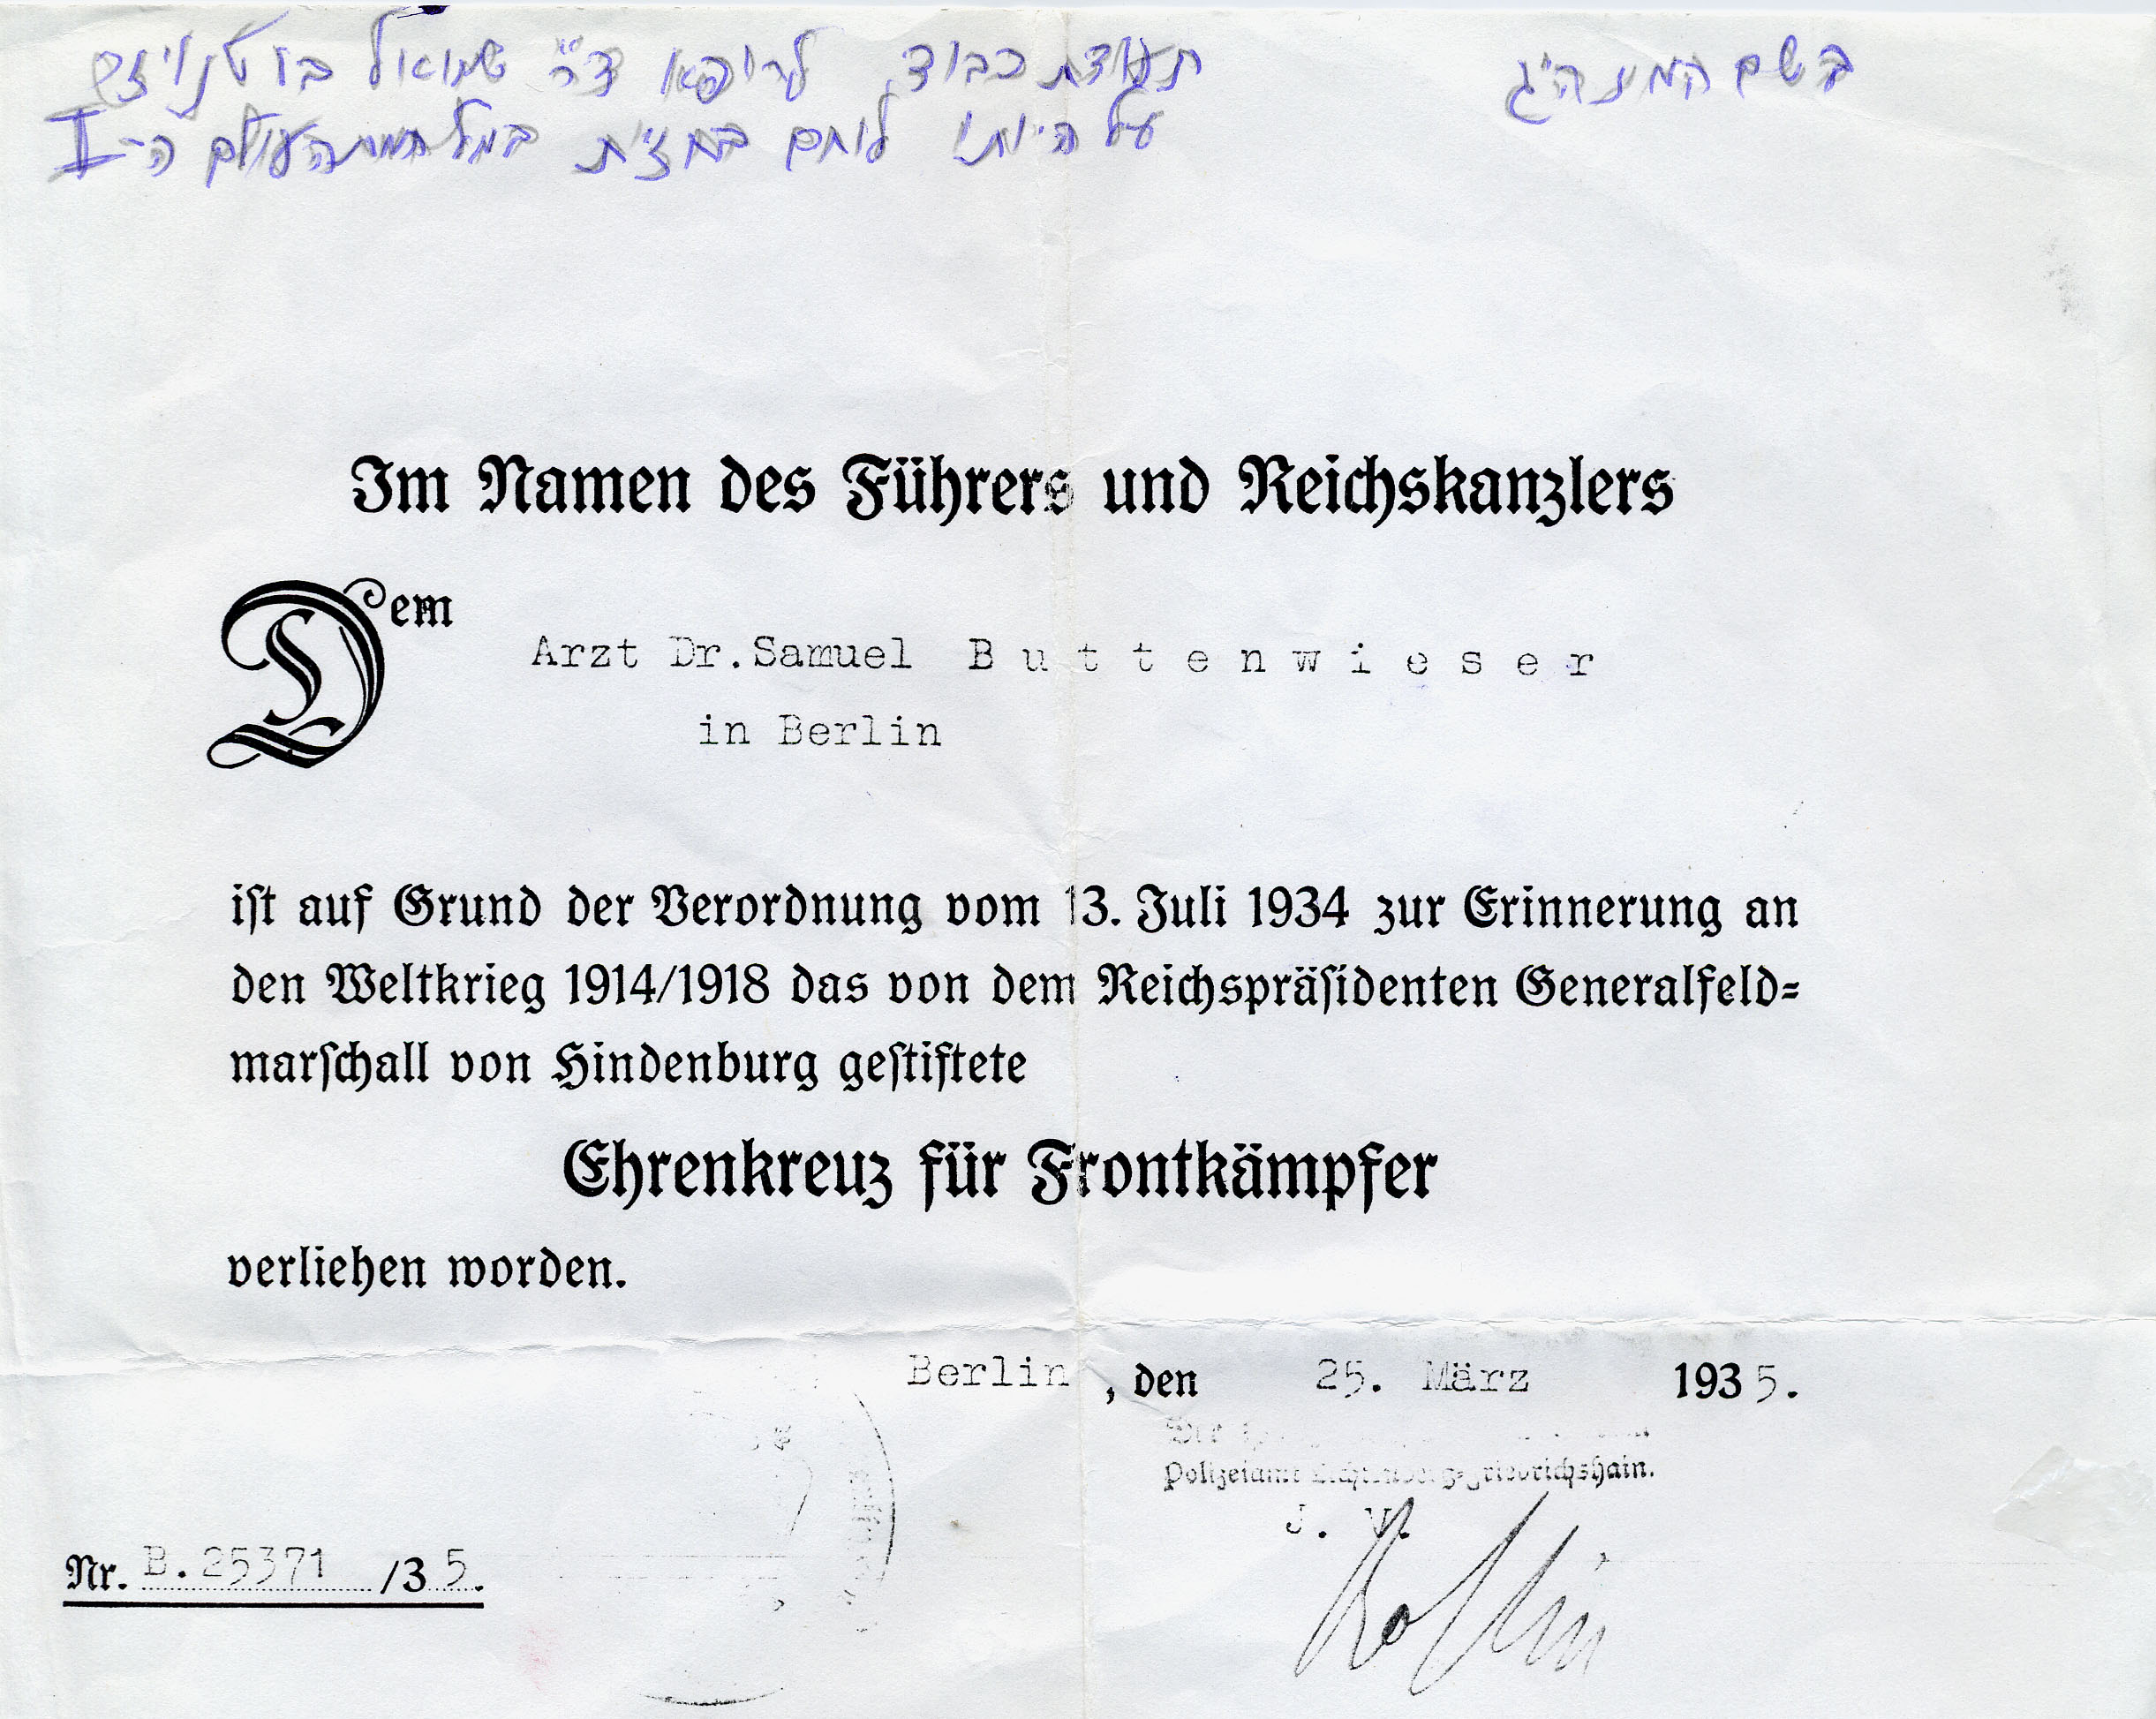 בשם המנהיג
תעודת כבוד לרופא ד"ר שמואל בוטנויזר
על היותו לוחם בחזית במלחמת העולם ה-I
Im Namen des Führers und Reichskanzlers
Dem
Arzt Dr.Samuel Buttenwieser
in Berlin
ist auf Grund der Verordnung vom 13. Juli 1934 zur Erinnerung an
den Weltkrieg 1914/1918 das von dem Reichspräsidenten Generalfeld=
marschall von Hindenburg gestiftete
Ehrenkreuz für Frontkämpfer
verliehen worden.
Berlin, den 25. März 1935.
Polizeiamt Lichtenberg-Friedrichshain.
J. V.
Nr. B. 25371 /35.